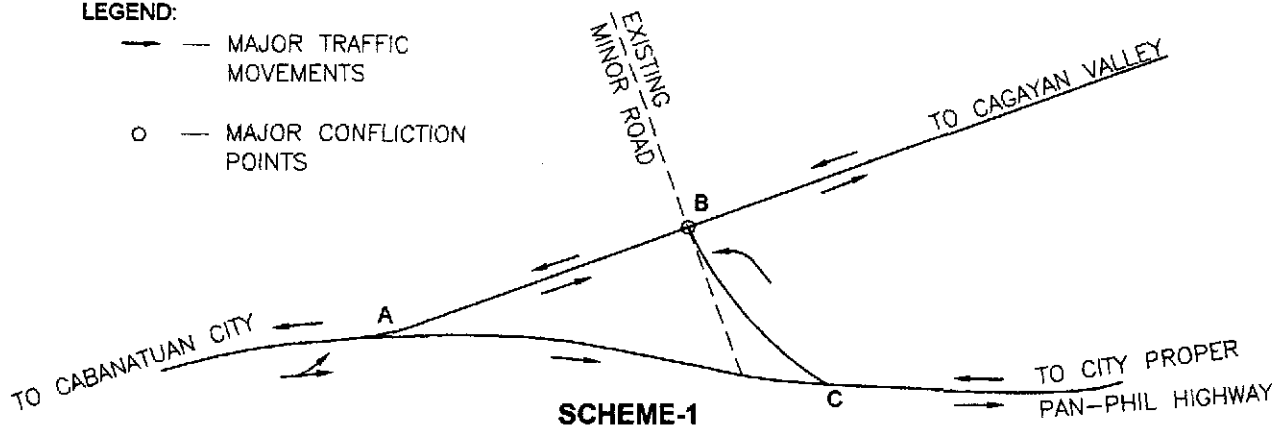 LEGEND:
— MAJOR TRAFFIC
MOVEMENTS
— MAJOR CONFLICTION
POINTS
EXISTING
MINOR ROAD
TO CAGAYAN VALLEY
B
A
TO CABANATUAN CITY
C
TO CITY PROPER
PAN-PHIL HIGHWAY
SCHEME-1